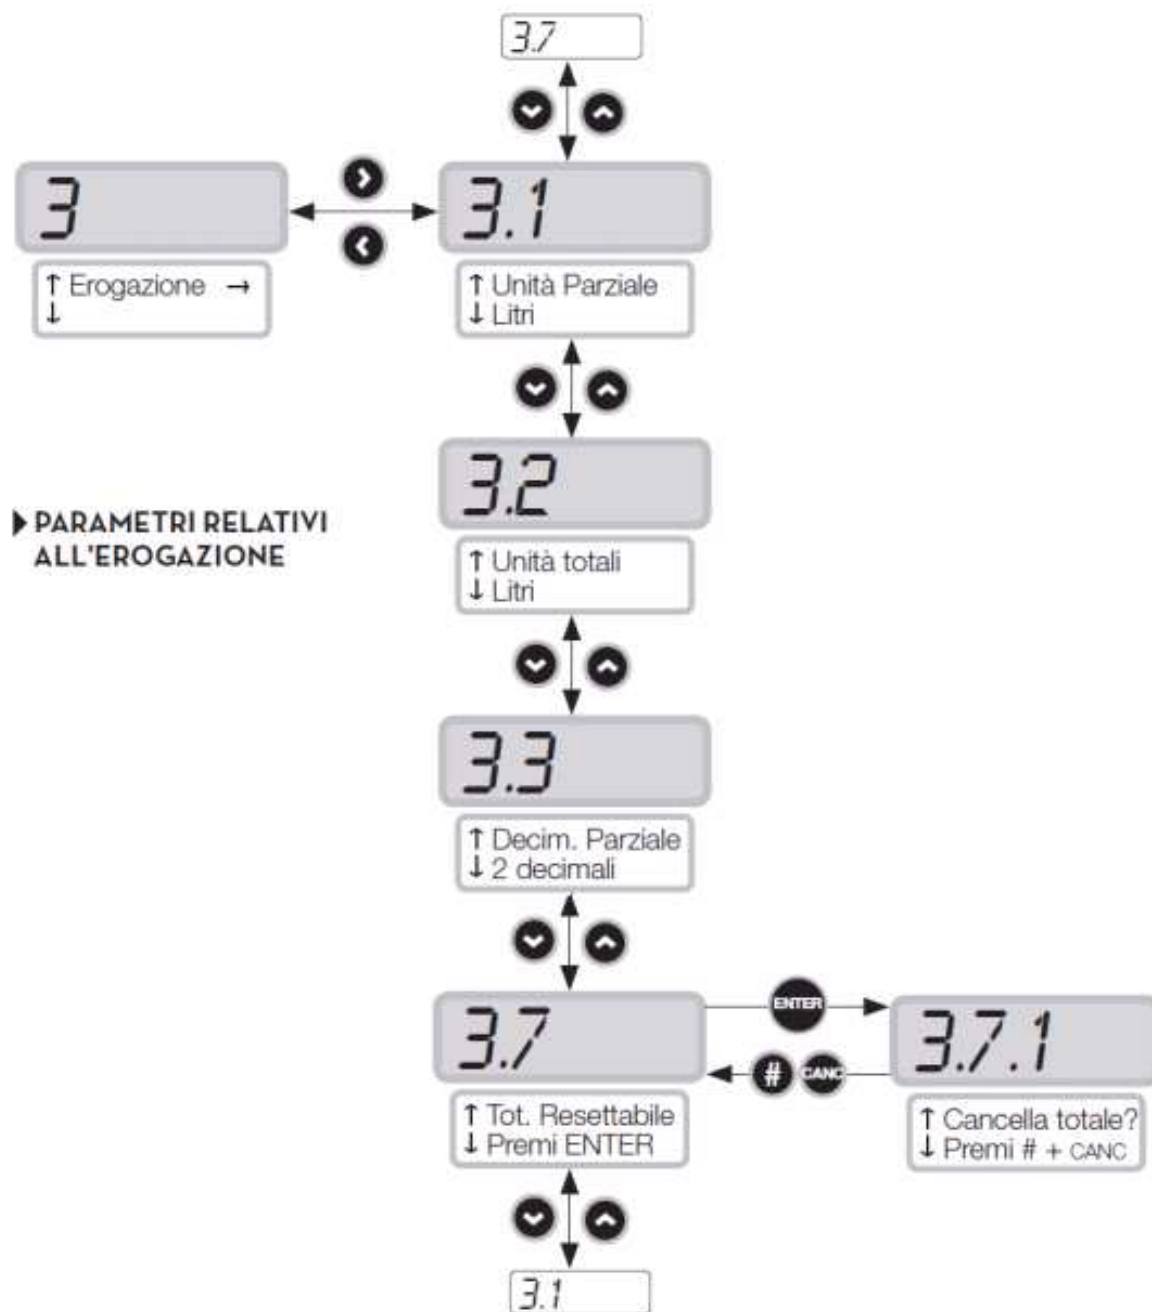 3.7
3
3.1
↑ Erogazione →
↓
↑ Unità Parziale
↓ Litri
3.2
▶ PARAMETRI RELATIVI
ALL'EROGAZIONE
↑ Unità totali
↓ Litri
3.3
↑ Decim. Parziale
↓ 2 decimali
3.7
ENTER
# CANC
3.7.1
↑ Tot. Resettabile
↓ Premi ENTER
↑ Cancella totale?
↓ Premi # + CANC
3.1